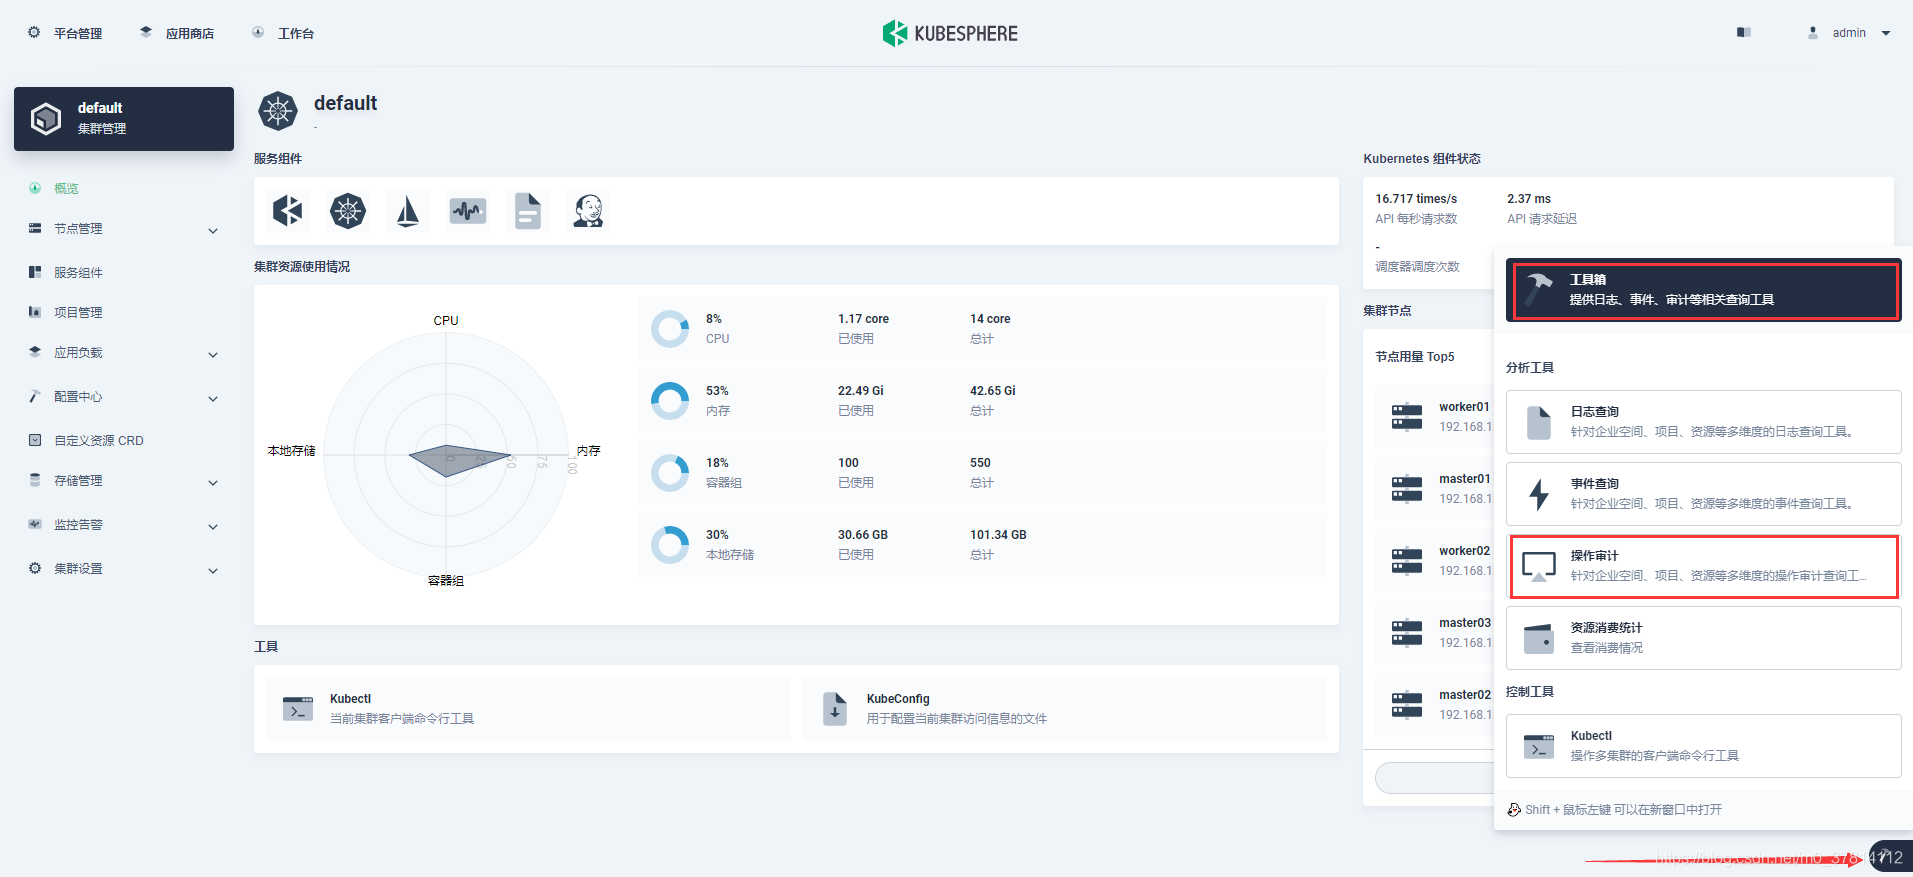 平台管理
应用商店
工作台
KUBESPHERE
admin
default
集群管理
概览
节点管理
服务组件
项目管理
应用负载
配置中心
自定义资源 CRD
存储管理
监控告警
集群设置
default
-
服务组件
集群资源使用情况
CPU
内存
容器组
本地存储
0
25
50
75
100
8%
CPU
1.17 core
已使用
14 core
总计
53%
内存
22.49 Gi
已使用
42.65 Gi
总计
18%
容器组
100
已使用
550
总计
30%
本地存储
30.66 GB
已使用
101.34 GB
总计
工具
Kubectl
当前集群客户端命令行工具
KubeConfig
用于配置当前集群访问信息的文件
Kubernetes 组件状态
16.717 times/s
API 每秒请求数
2.37 ms
API 请求延迟
-
调度器调度次数
集群节点
节点用量 Top5
worker01
192.168.1
master01
192.168.1
worker02
192.168.1
master03
192.168.1
master02
192.168.1
工具箱
提供日志、事件、审计等相关查询工具
分析工具
日志查询
针对企业空间、项目、资源等多维度的日志查询工具。
事件查询
针对企业空间、项目、资源等多维度的事件查询工具。
操作审计
针对企业空间、项目、资源等多维度的操作审计查询工...
资源消费统计
查看消费情况
控制工具
Kubectl
操作多集群的客户端命令行工具
Shift + 鼠标左键 可以在新窗口中打开